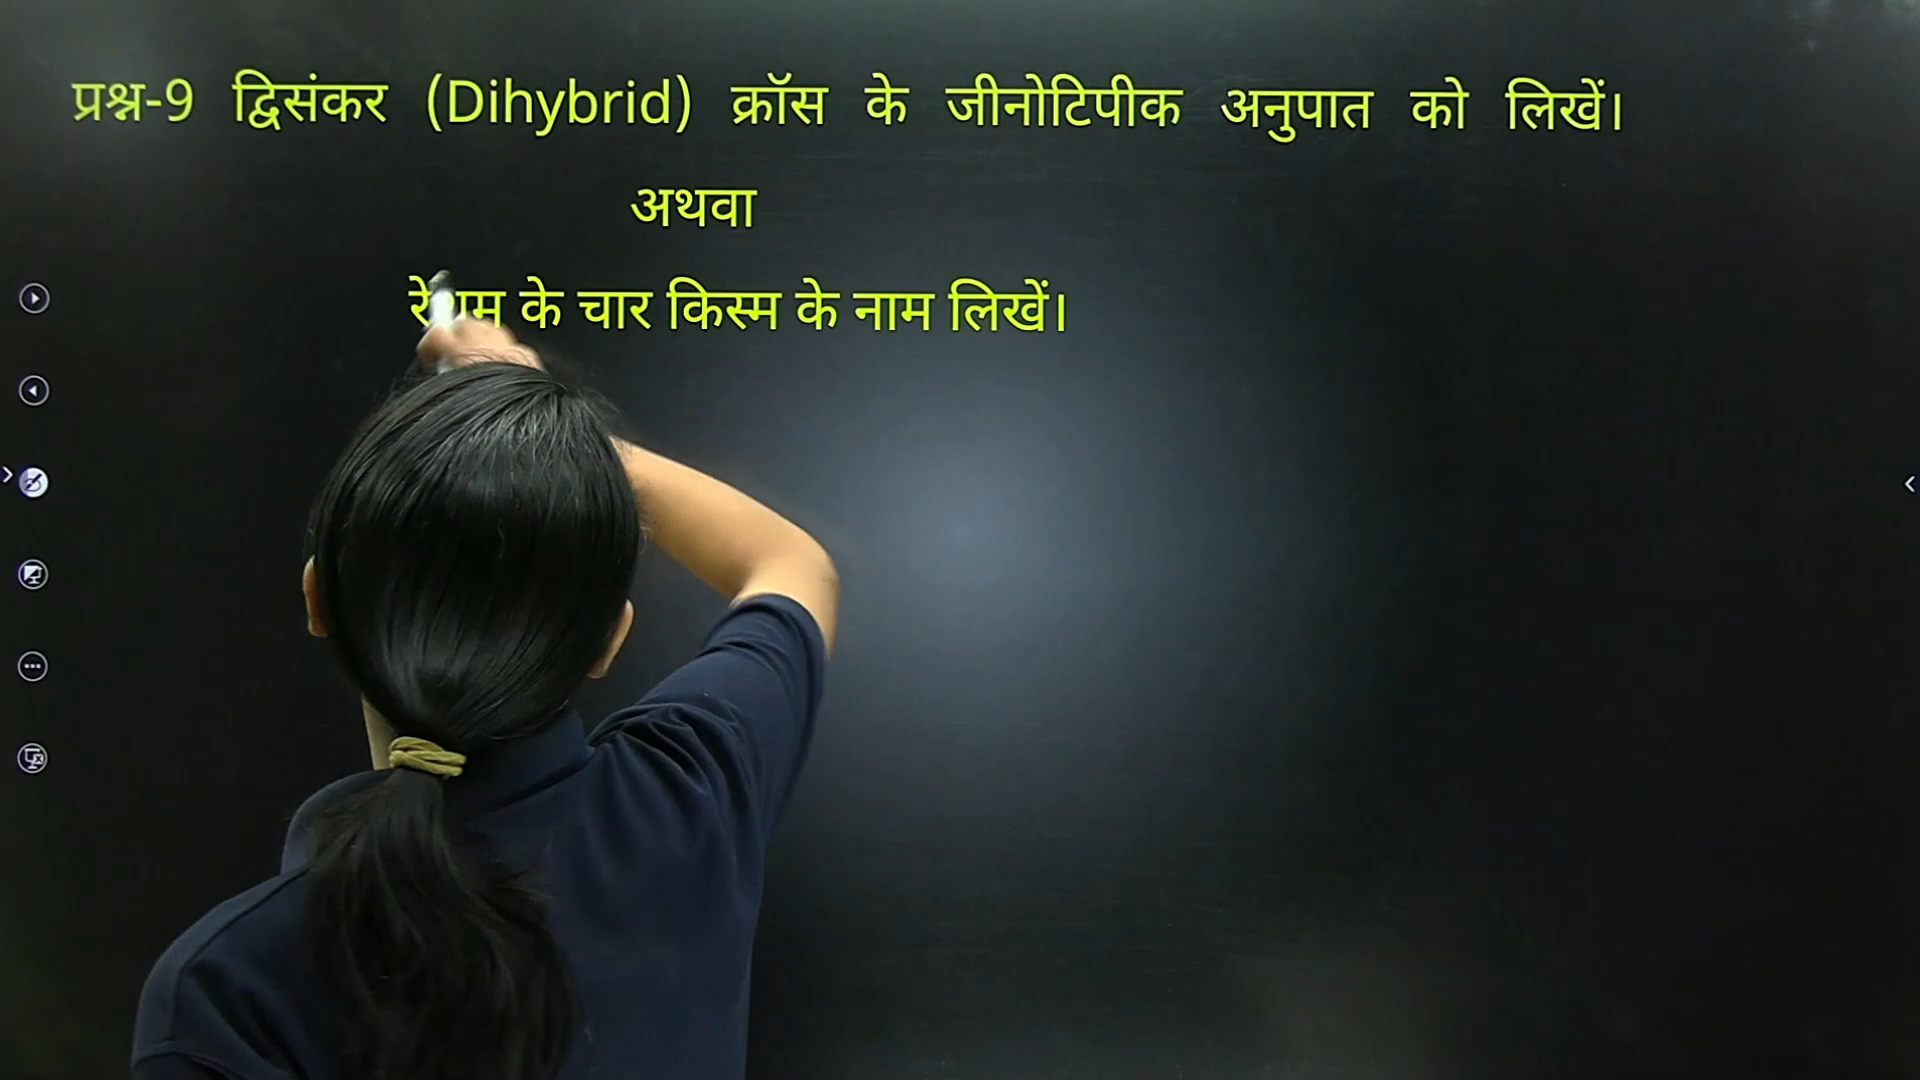 प्रश्न-9 द्विसंकर (Dihybrid) क्रॉस के जीनोटिपीक अनुपात को लिखें।
अथवा
के चार किस्म के नाम लिखें।